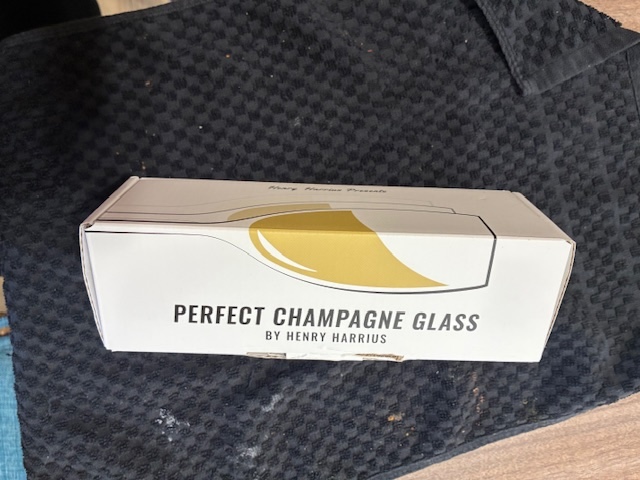 Henry Harrius Presents
PERFECT CHAMPAGNE GLASS
BY HENRY HARRIUS